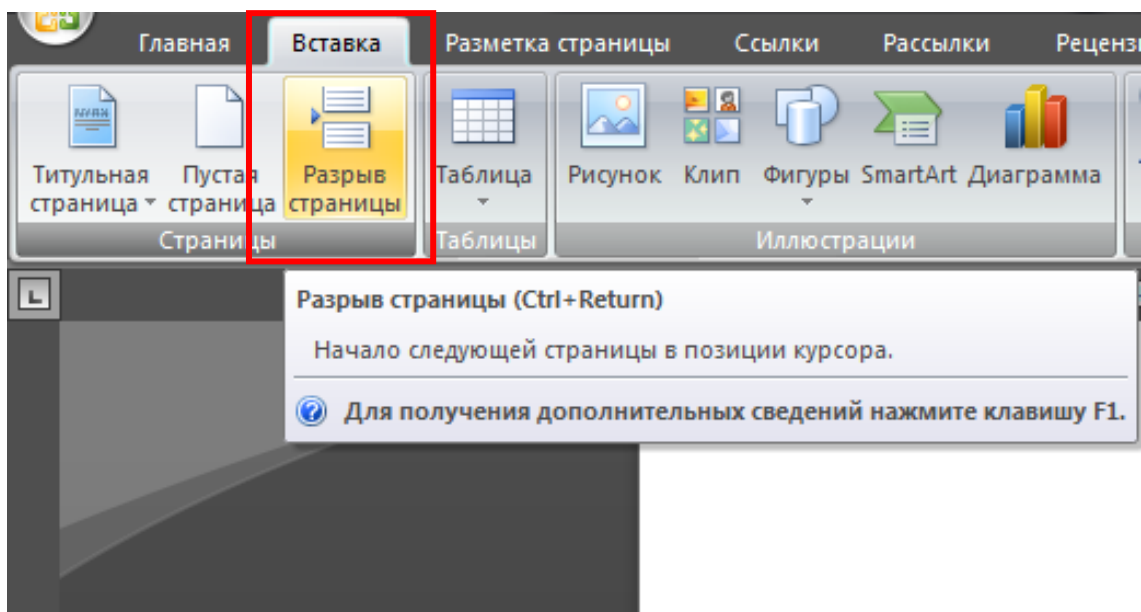 Главная Вставка Разметка страницы Ссылки Рассылки Реценз
Титульная Пустая Разрыв Таблица Рисунок Клип Фигуры SmartArt Диаграмма
страница страница страницы
Страницы Таблицы Иллюстрации
Разрыв страницы (Ctrl+Return)
Начало следующей страницы в позиции курсора.
Для получения дополнительных сведений нажмите клавишу F1.